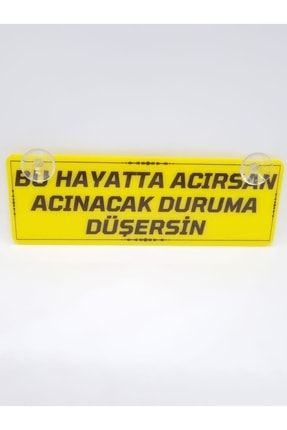 BU HAYATTA ACIRSAN
ACINACAK DURUMA
DÜŞERSİN